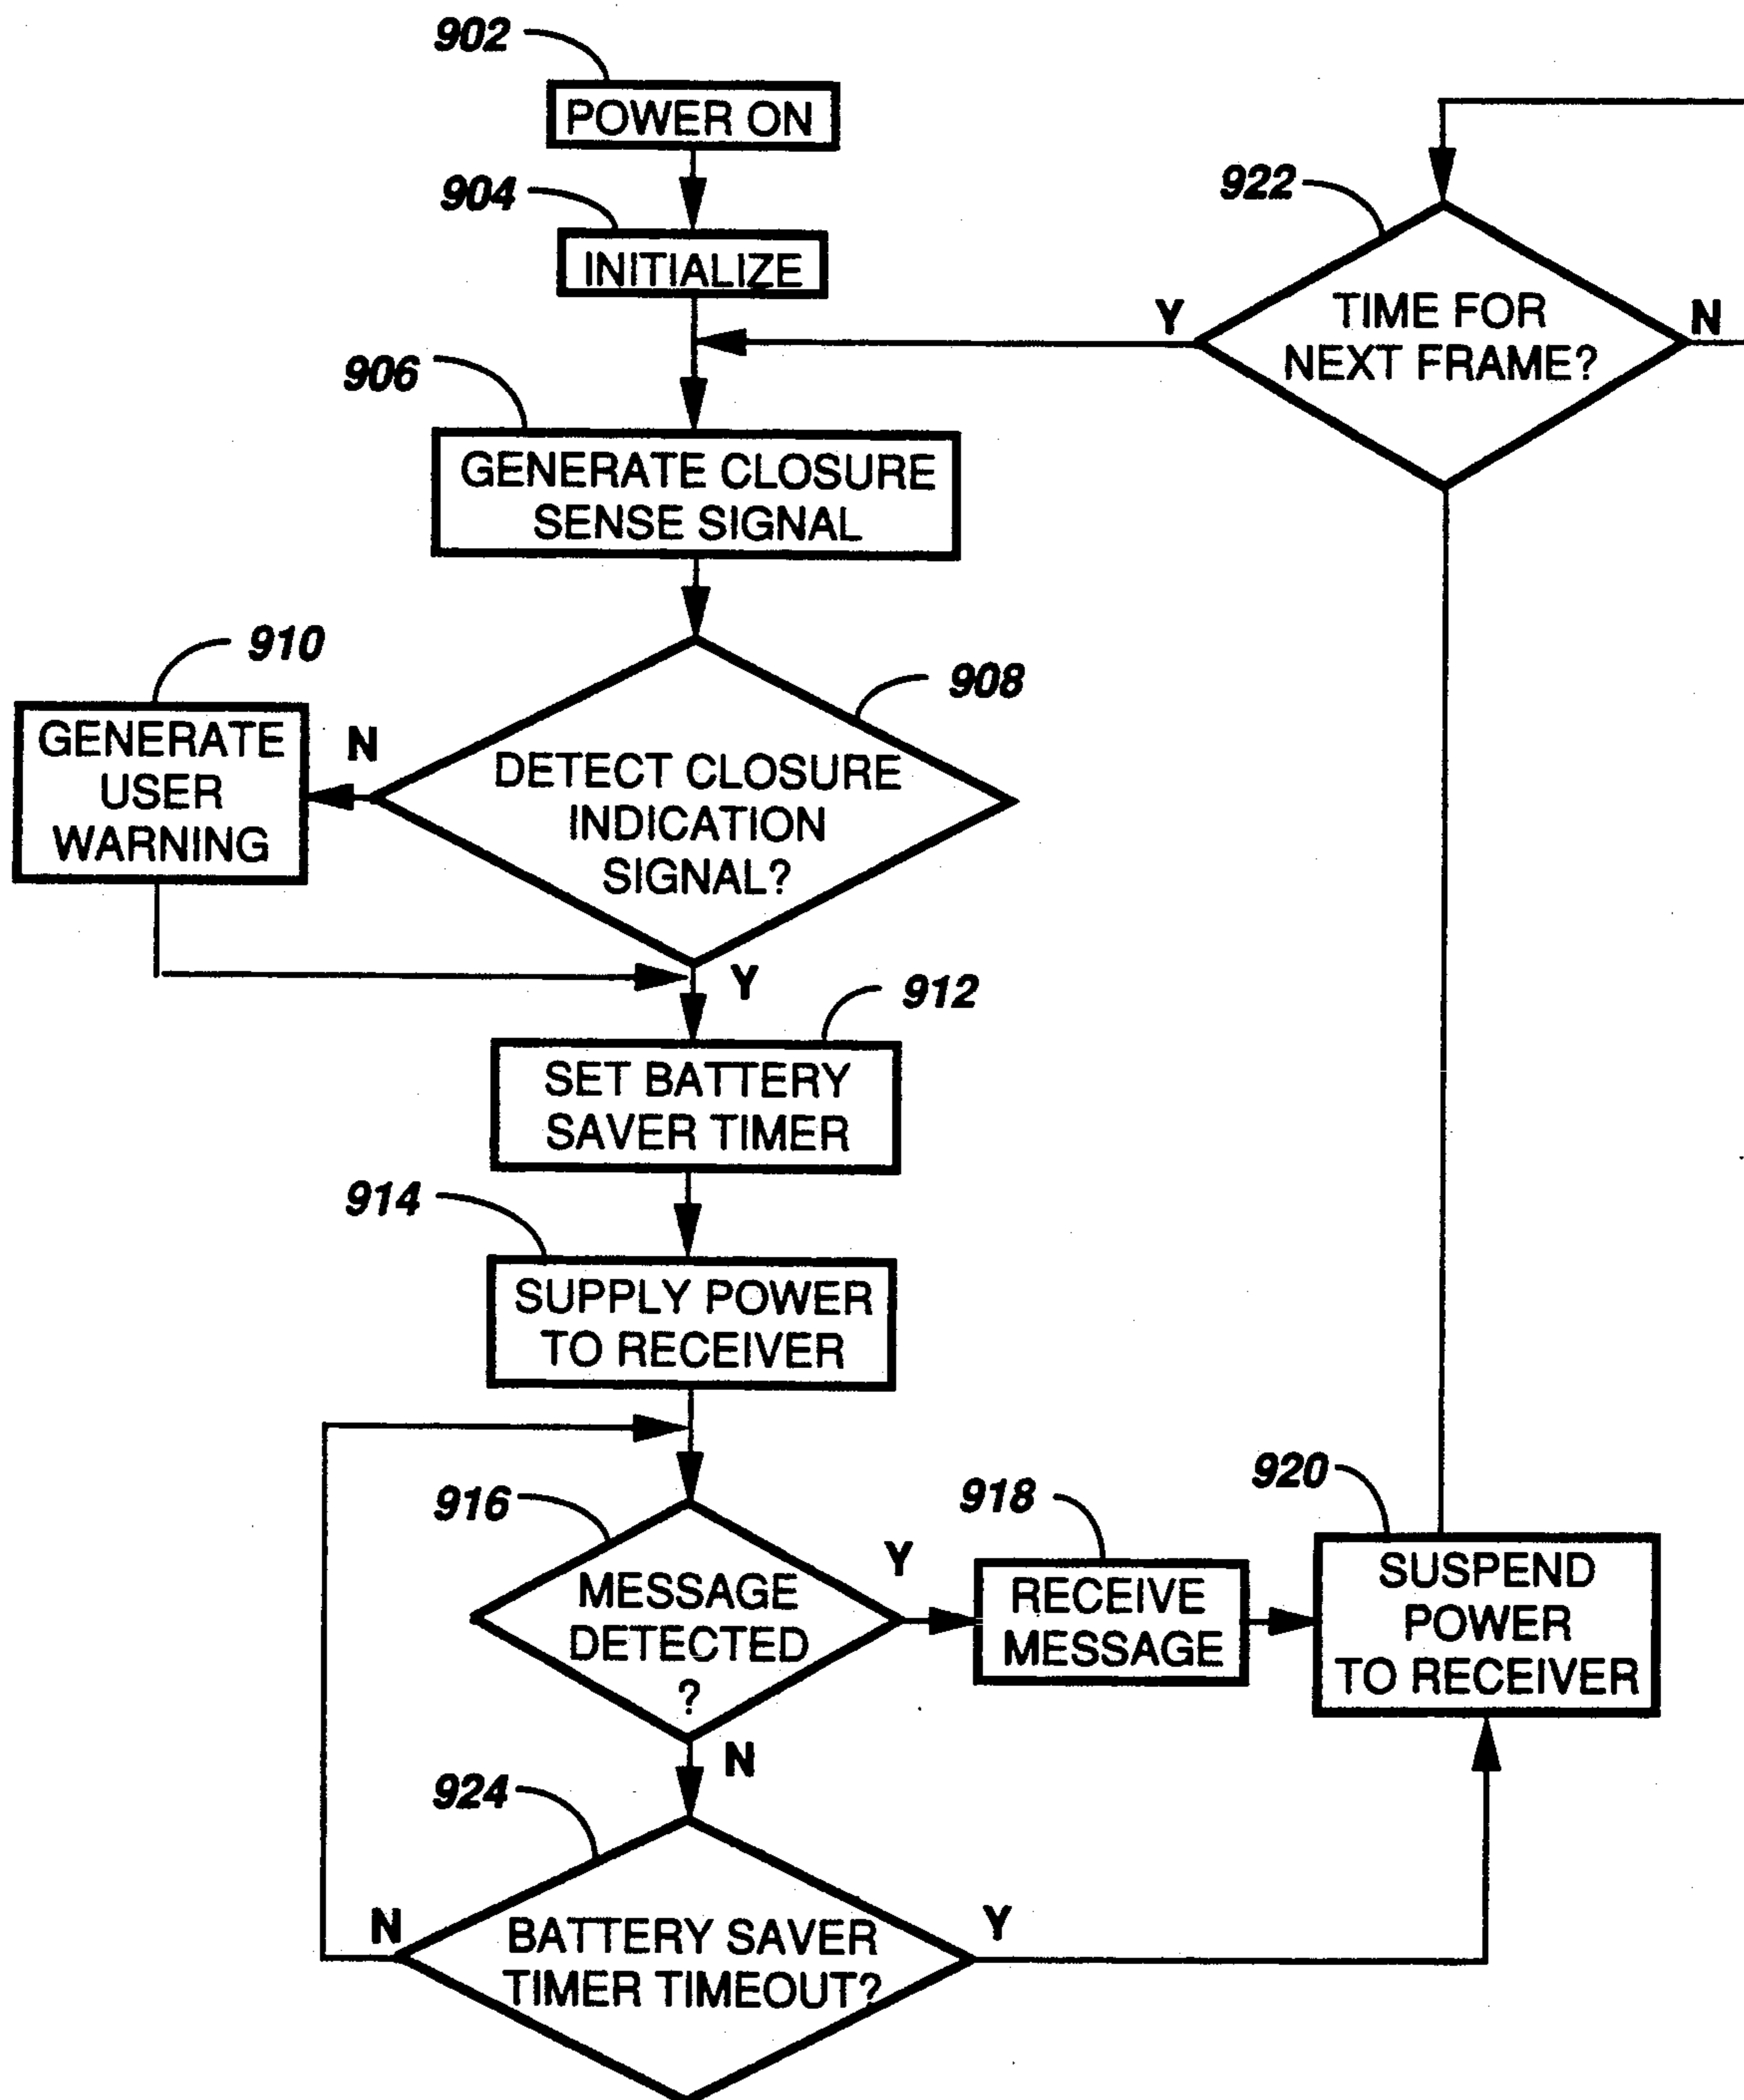 902
POWER ON
904
INITIALIZE
922
TIME FOR
NEXT FRAME?
Y
N
906
GENERATE CLOSURE
SENSE SIGNAL
910
GENERATE
USER
WARNING
N
908
DETECT CLOSURE
INDICATION
SIGNAL?
Y
912
SET BATTERY
SAVER TIMER
914
SUPPLY POWER
TO RECEIVER
916
MESSAGE
DETECTED
?
Y
N
918
RECEIVE
MESSAGE
920
SUSPEND
POWER
TO RECEIVER
924
N
BATTERY SAVER
TIMER TIMEOUT?
Y